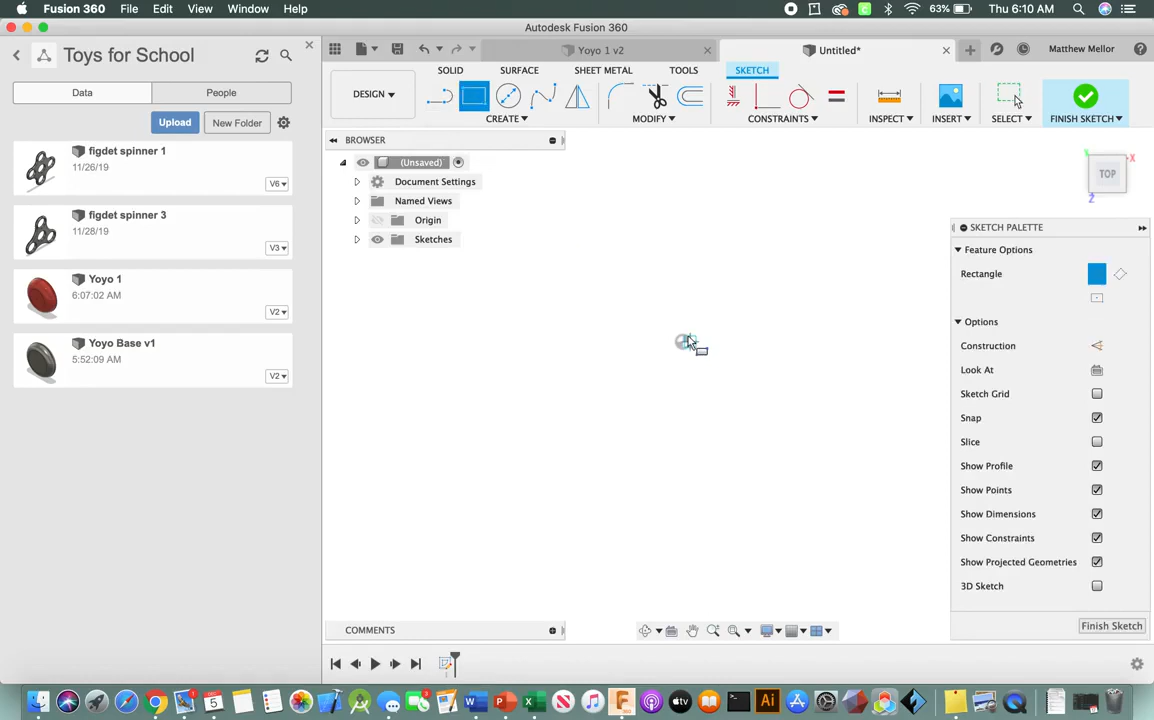 Fusion 360 File Edit View Window Help 63% Thu 6:10 AM
Autodesk Fusion 360
Toys for School
Data People
Upload New Folder
figdet spinner 1
11/26/19
V6
figdet spinner 3
11/28/19
V3
Yoyo 1
6:07:02 AM
V2
Yoyo Base v1
5:52:09 AM
V2
Yoyo 1 v2 Untitled* Matthew Mellor
SOLID SURFACE SHEET METAL TOOLS SKETCH
DESIGN
CREATE MODIFY CONSTRAINTS INSPECT INSERT SELECT FINISH SKETCH
BROWSER
(Unsaved)
Document Settings
Named Views
Origin
Sketches
TOP
X
Y
Z
SKETCH PALETTE
Feature Options
Rectangle
Options
Construction
Look At
Sketch Grid
Snap
Slice
Show Profile
Show Points
Show Dimensions
Show Constraints
Show Projected Geometries
3D Sketch
Finish Sketch
COMMENTS